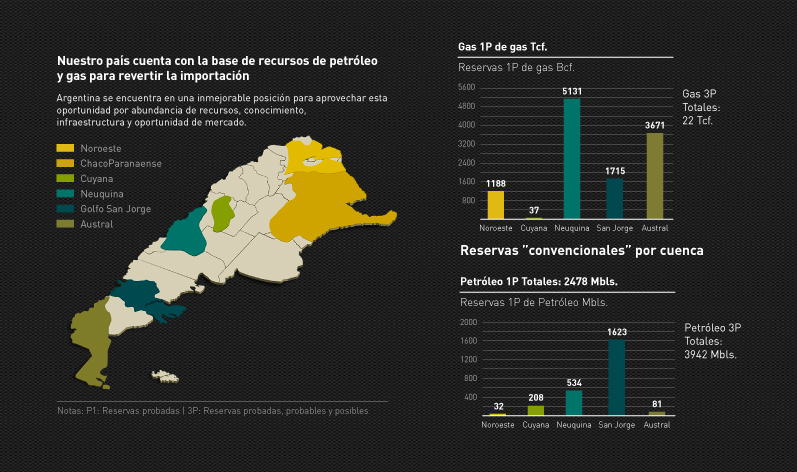 Nuestro país cuenta con la base de recursos de petróleo
y gas para revertir la importación
Argentina se encuentra en una inmejorable posición para aprovechar esta
oportunidad por abundancia de recursos, conocimiento,
infraestructura y oportunidad de mercado.
Noroeste
ChacoParanaense
Cuyana
Neuquina
Golfo San Jorge
Austral
Notas: P1: Reservas probadas | 3P: Reservas probadas, probables y posibles
Gas 1P de gas Tcf.
Reservas 1P de gas Bcf.
5600
4800
4000
3200
2400
1600
800
1188
37
5131
1715
3671
Noroeste Cuyana Neuquina San Jorge Austral
Gas 3P
Totales:
22 Tcf.
Reservas "convencionales" por cuenca
Petróleo 1P Totales: 2478 Mbls.
Reservas 1P de Petróleo Mbls.
2000
1600
1200
800
400
32
208
534
1623
81
Noroeste Cuyana Neuquina San Jorge Austral
Petróleo 3P
Totales:
3942 Mbls.